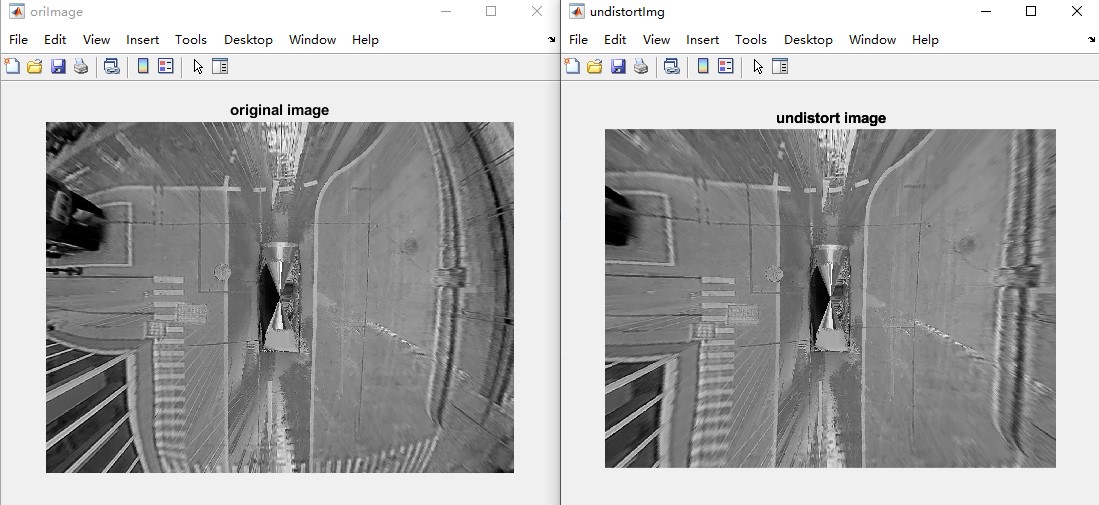 oriImage
File Edit View Insert Tools Desktop Window Help
original image
undistortImg
File Edit View Insert Tools Desktop Window Help
undistort image